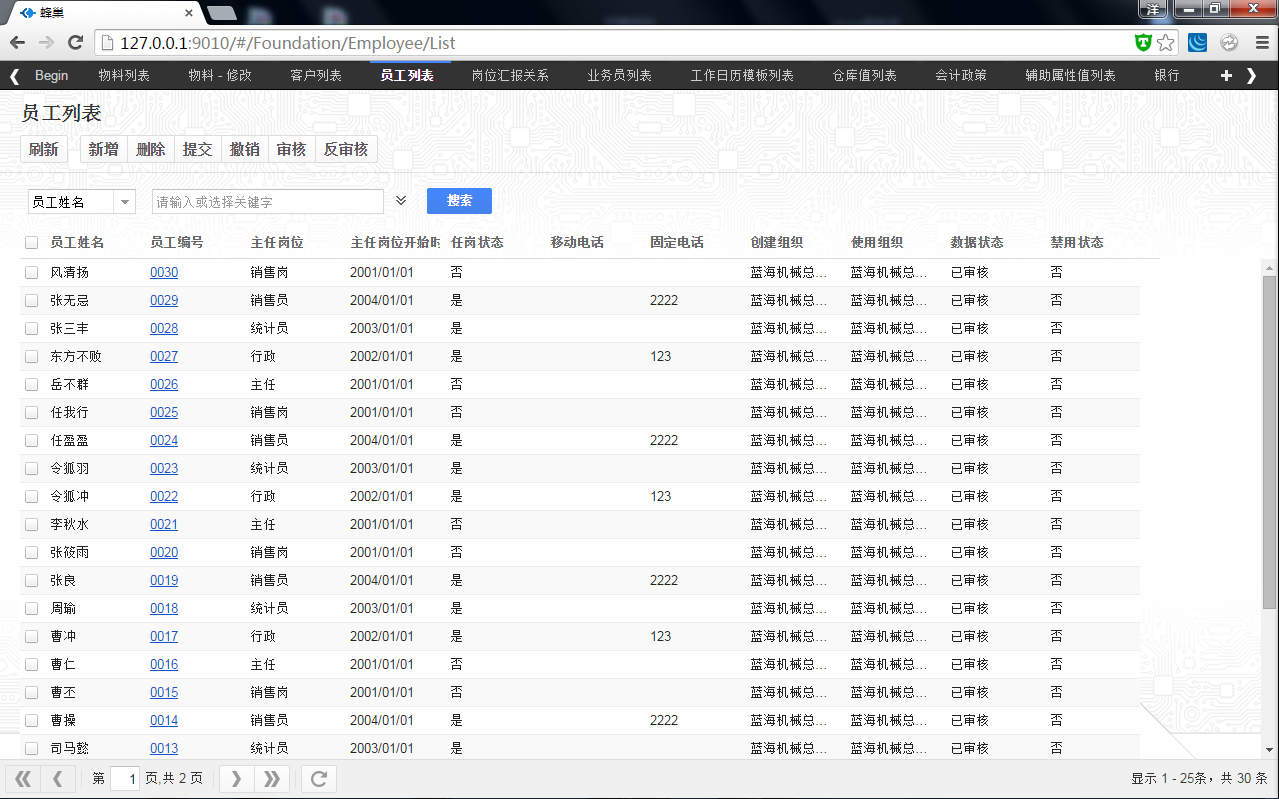 蜂巢
洋
127.0.0.1:9010/#/Foundation/Employee/List
Begin 物料列表 物料 - 修改 客户列表 员工列表 岗位汇报关系 业务员列表 工作日历模板列表 仓库值列表 会计政策 辅助属性值列表 银行
员工列表
刷新 新增 删除 提交 撤销 审核 反审核
员工姓名 请输入或选择关键字 搜索
员工姓名 员工编号 主任岗位 主任岗位开始时 任岗状态 移动电话 固定电话 创建组织 使用组织 数据状态 禁用状态
风清扬 0030 销售岗 2001/01/01 否 蓝海机械总... 蓝海机械总... 已审核 否
张无忌 0029 销售员 2004/01/01 是 2222 蓝海机械总... 蓝海机械总... 已审核 否
张三丰 0028 统计员 2003/01/01 是 蓝海机械总... 蓝海机械总... 已审核 否
东方不败 0027 行政 2002/01/01 是 123 蓝海机械总... 蓝海机械总... 已审核 否
岳不群 0026 主任 2001/01/01 否 蓝海机械总... 蓝海机械总... 已审核 否
任我行 0025 销售岗 2001/01/01 否 蓝海机械总... 蓝海机械总... 已审核 否
任盈盈 0024 销售员 2004/01/01 是 2222 蓝海机械总... 蓝海机械总... 已审核 否
令狐羽 0023 统计员 2003/01/01 是 蓝海机械总... 蓝海机械总... 已审核 否
令狐冲 0022 行政 2002/01/01 是 123 蓝海机械总... 蓝海机械总... 已审核 否
李秋水 0021 主任 2001/01/01 否 蓝海机械总... 蓝海机械总... 已审核 否
张筱雨 0020 销售岗 2001/01/01 否 蓝海机械总... 蓝海机械总... 已审核 否
张良 0019 销售员 2004/01/01 是 2222 蓝海机械总... 蓝海机械总... 已审核 否
周瑜 0018 统计员 2003/01/01 是 蓝海机械总... 蓝海机械总... 已审核 否
曹冲 0017 行政 2002/01/01 是 123 蓝海机械总... 蓝海机械总... 已审核 否
曹仁 0016 主任 2001/01/01 否 蓝海机械总... 蓝海机械总... 已审核 否
曹丕 0015 销售岗 2001/01/01 否 蓝海机械总... 蓝海机械总... 已审核 否
曹操 0014 销售员 2004/01/01 是 2222 蓝海机械总... 蓝海机械总... 已审核 否
司马懿 0013 统计员 2003/01/01 是 蓝海机械总... 蓝海机械总... 已审核 否
第 1 页,共 2 页 显示 1 - 25条，共 30 条